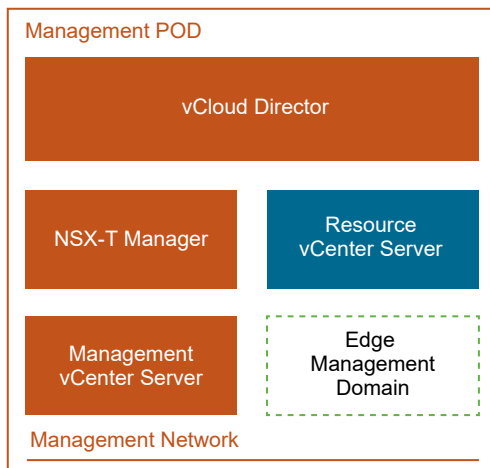 Management POD
vCloud Director
NSX-T Manager
Resource
vCenter Server
Management
vCenter Server
Edge
Management
Domain
Management Network